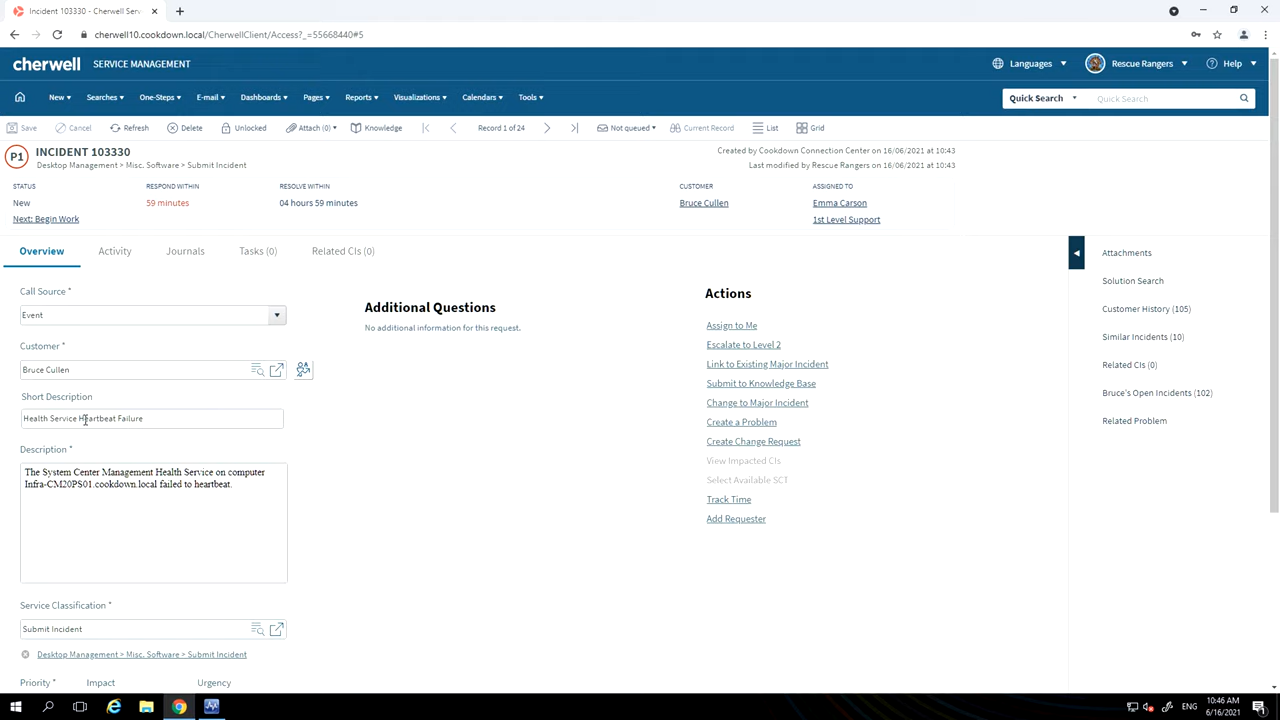 Incident 103330 - Cherwell Serv
cherwell10.cookdown.local/CherwellClient/Access?_=55668440#5
cherwell SERVICE MANAGEMENT
Languages Rescue Rangers Help
New Searches One-Steps E-mail Dashboards Pages Reports Visualizations Calendars Tools Quick Search Quick Search
Save Cancel Refresh Delete Unlocked Attach (0) Knowledge Record 1 of 24 Not queued Current Record List Grid
P1 INCIDENT 103330
Created by Cookdown Connection Center on 16/06/2021 at 10:43
Desktop Management > Misc. Software > Submit Incident
Last modified by Rescue Rangers on 16/06/2021 at 10:43
STATUS RESPOND WITHIN RESOLVE WITHIN CUSTOMER ASSIGNED TO
New 59 minutes 04 hours 59 minutes Bruce Cullen Emma Carson
Next: Begin Work 1st Level Support
Overview Activity Journals Tasks (0) Related CIs (0)
Call Source *
Event
Customer *
Bruce Cullen
Short Description
Health Service Heartbeat Failure
Description *
The System Center Management Health Service on computer
Infra-CM20PS01.cookdown.local failed to heartbeat.
Service Classification *
Submit Incident
Desktop Management > Misc. Software > Submit Incident
Priority * Impact Urgency
Additional Questions
No additional information for this request.
Actions
Assign to Me
Escalate to Level 2
Link to Existing Major Incident
Submit to Knowledge Base
Change to Major Incident
Create a Problem
Create Change Request
View Impacted CIs
Select Available SCT
Track Time
Add Requester
Attachments
Solution Search
Customer History (105)
Similar Incidents (10)
Related CIs (0)
Bruce's Open Incidents (102)
Related Problem
ENG
10:46 AM
6/16/2021
1